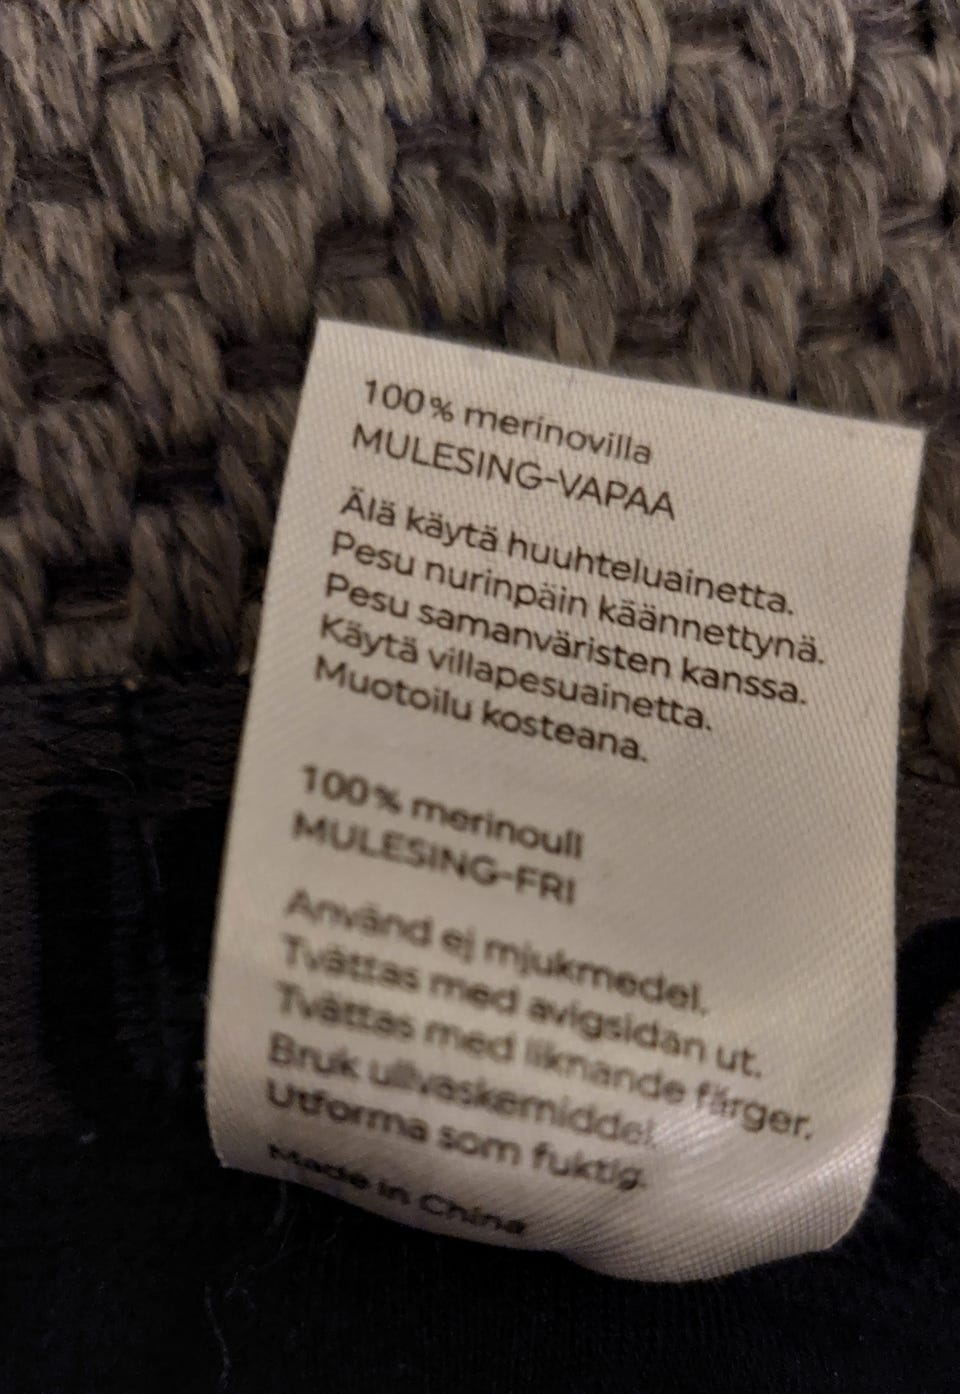 100% merinovilla
MULESING-VAPAA
Älä käytä huuhteluainetta.
Pesu nurinpäin käännettynä.
Pesu samanväristen kanssa.
Käytä villapesuainetta.
Muotoilu kosteana.
100% merinoull
MULESING-FRI
Använd ej mjukmedel.
Tvättas med avigsidan ut.
Tvättas med liknande färger.
Bruk ullvaskemiddel.
Utforma som fuktig.
Made in China